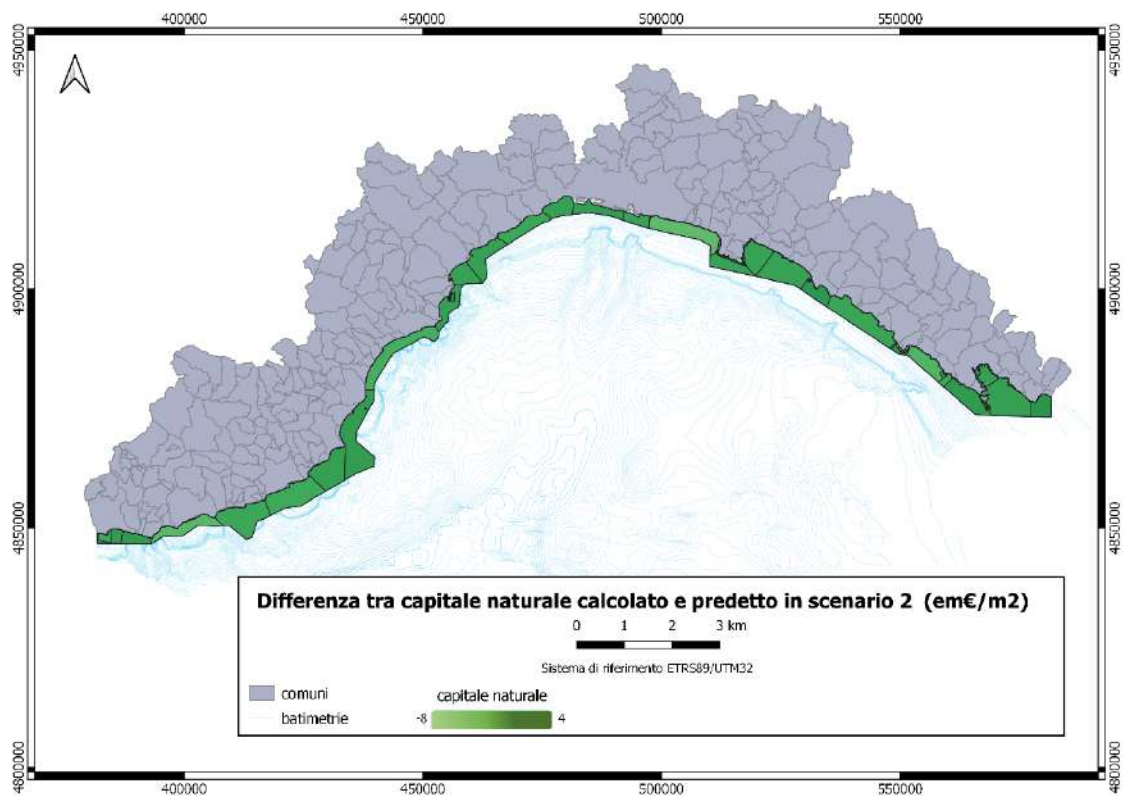 400000 450000 500000 550000
4950000 4950000
4900000 4900000
4850000 4850000
Differenza tra capitale naturale calcolato e predetto in scenario 2 (em€/m2)
0 1 2 3 km
Sistema di riferimento ETRS89/UTM32
comuni capitale naturale
batimetrie -8 4
4800000 4800000
400000 450000 500000 550000